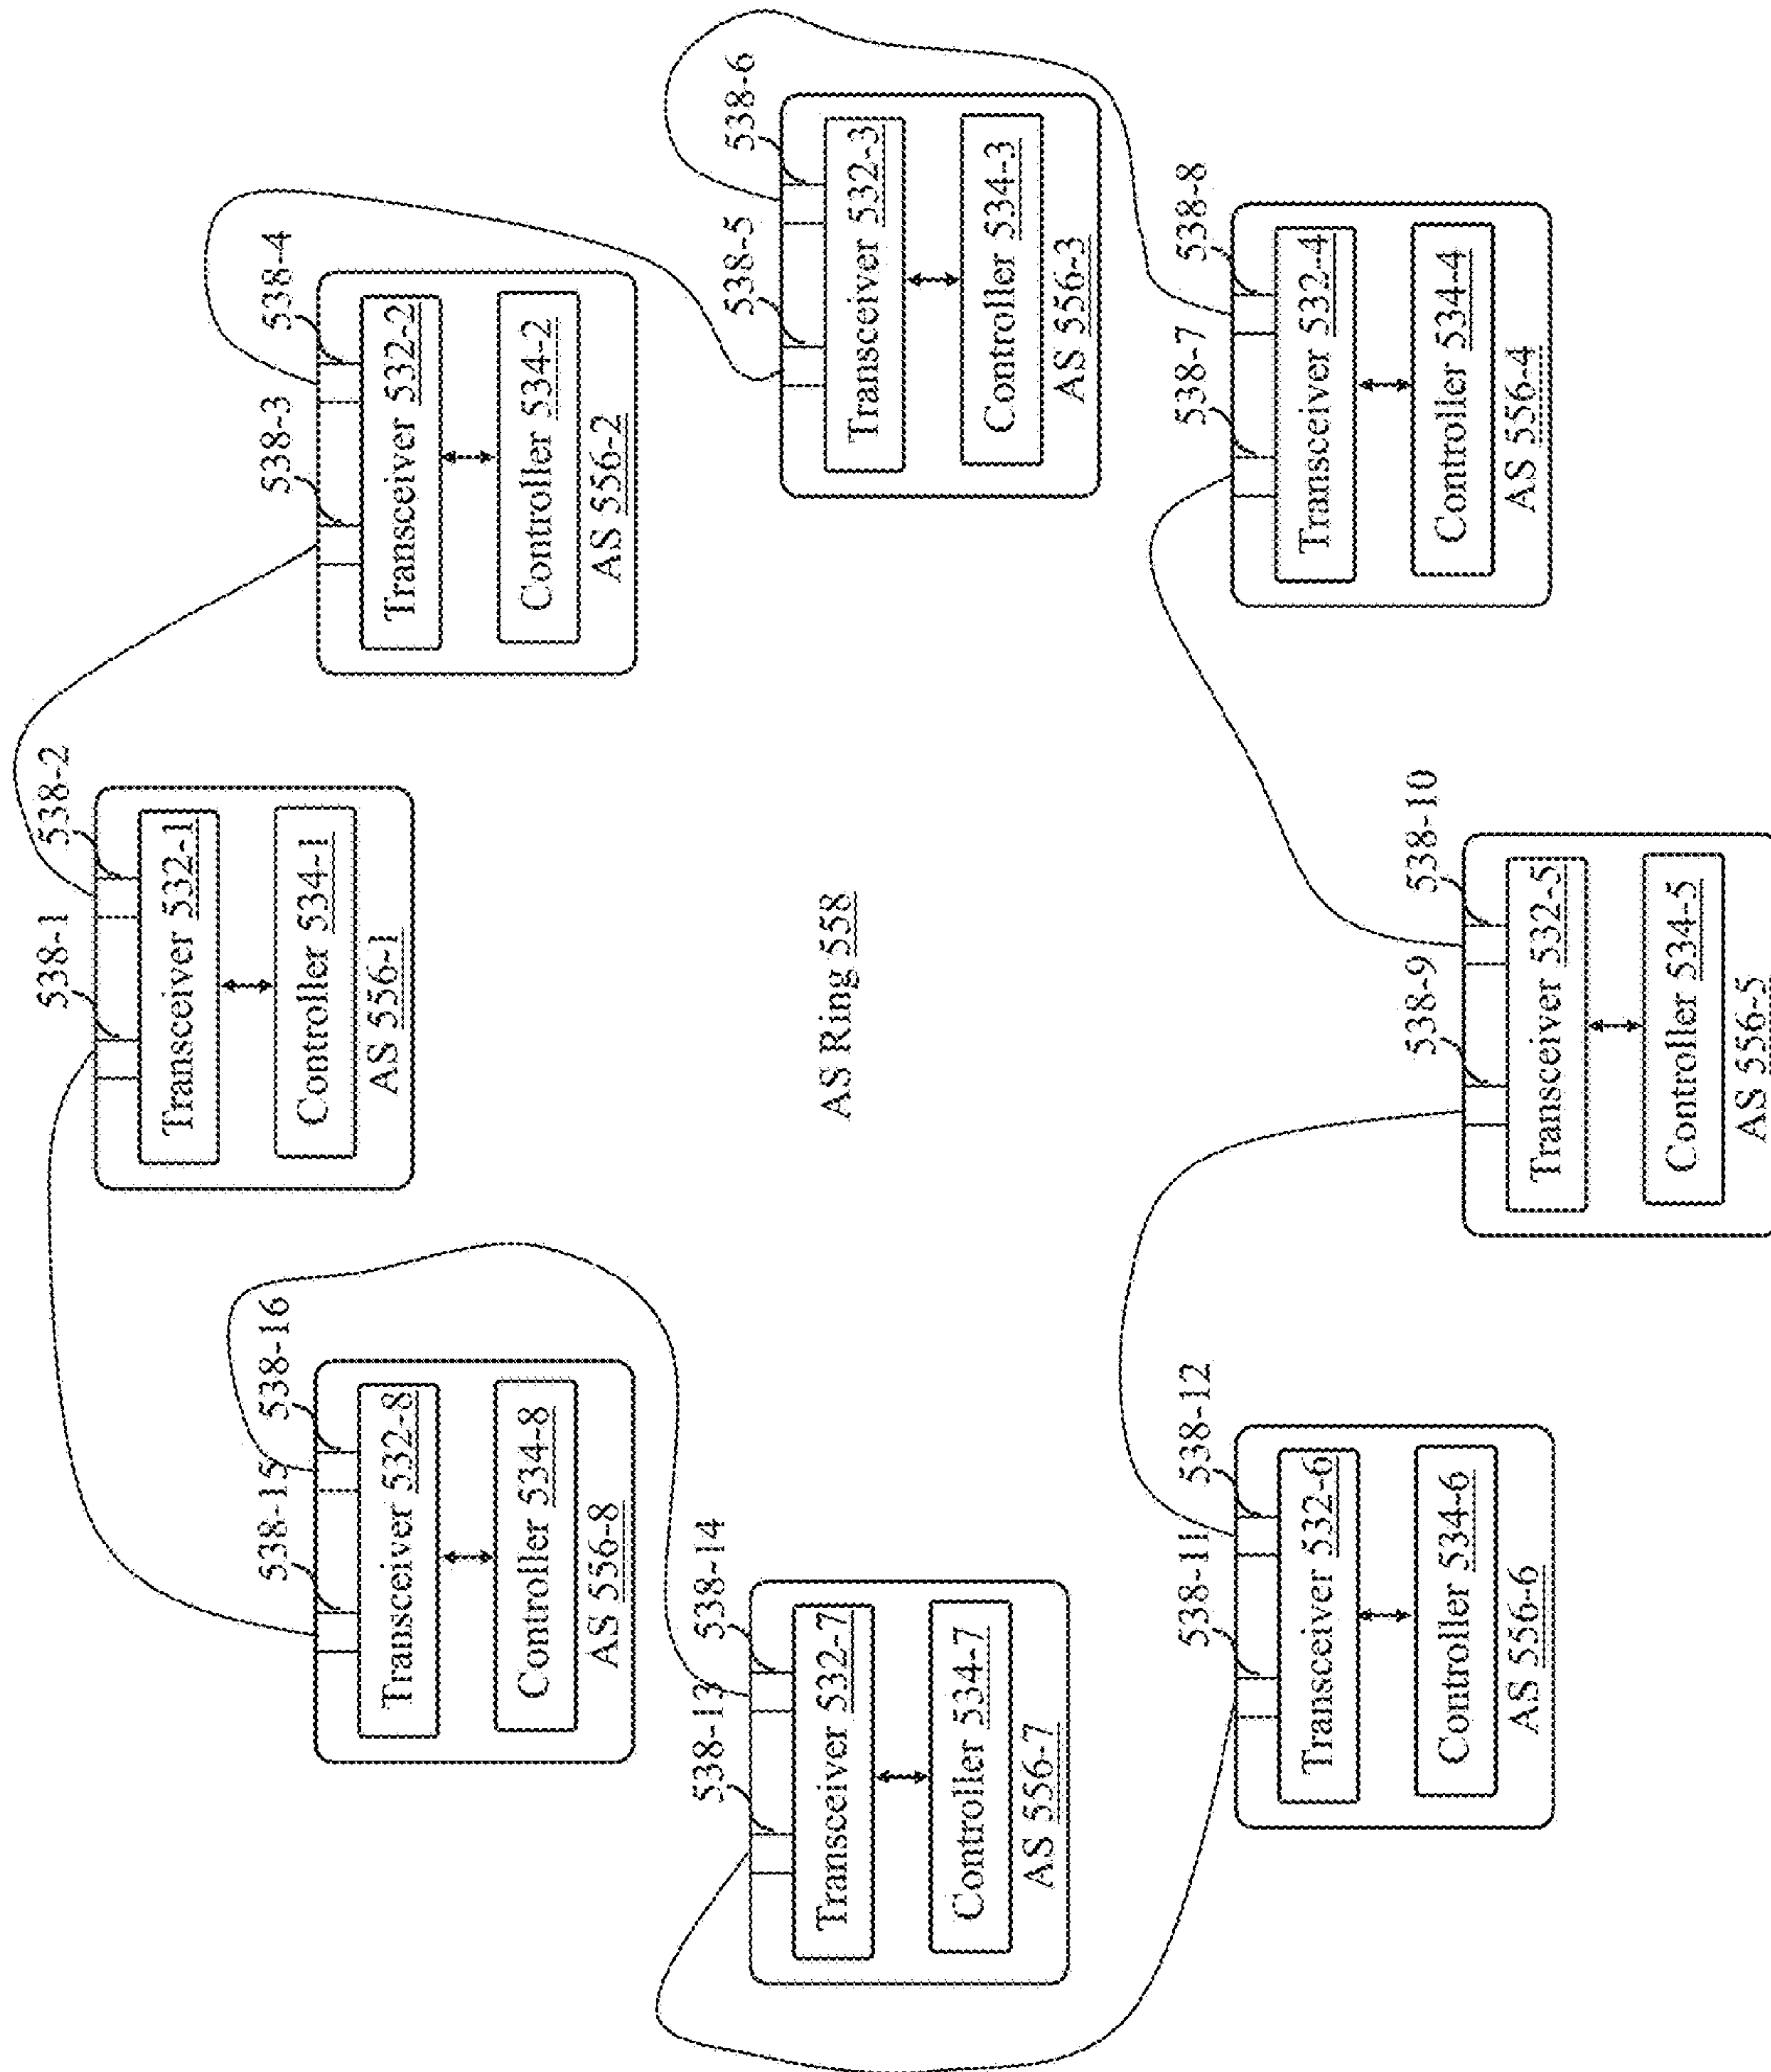 538-1
538-2
Transceiver 532-1
Controller 534-1
AS 556-1
538-3
538-4
Transceiver 532-2
Controller 534-2
AS 556-2
538-5
538-6
Transceiver 532-3
Controller 534-3
AS 556-3
538-7
538-8
Transceiver 532-4
Controller 534-4
AS 556-4
538-9
538-10
Transceiver 532-5
Controller 534-5
AS 556-5
538-11
538-12
Transceiver 532-6
Controller 534-6
AS 556-6
538-13
538-14
Transceiver 532-7
Controller 534-7
AS 556-7
538-15
538-16
Transceiver 532-8
Controller 534-8
AS 556-8
AS Ring 558